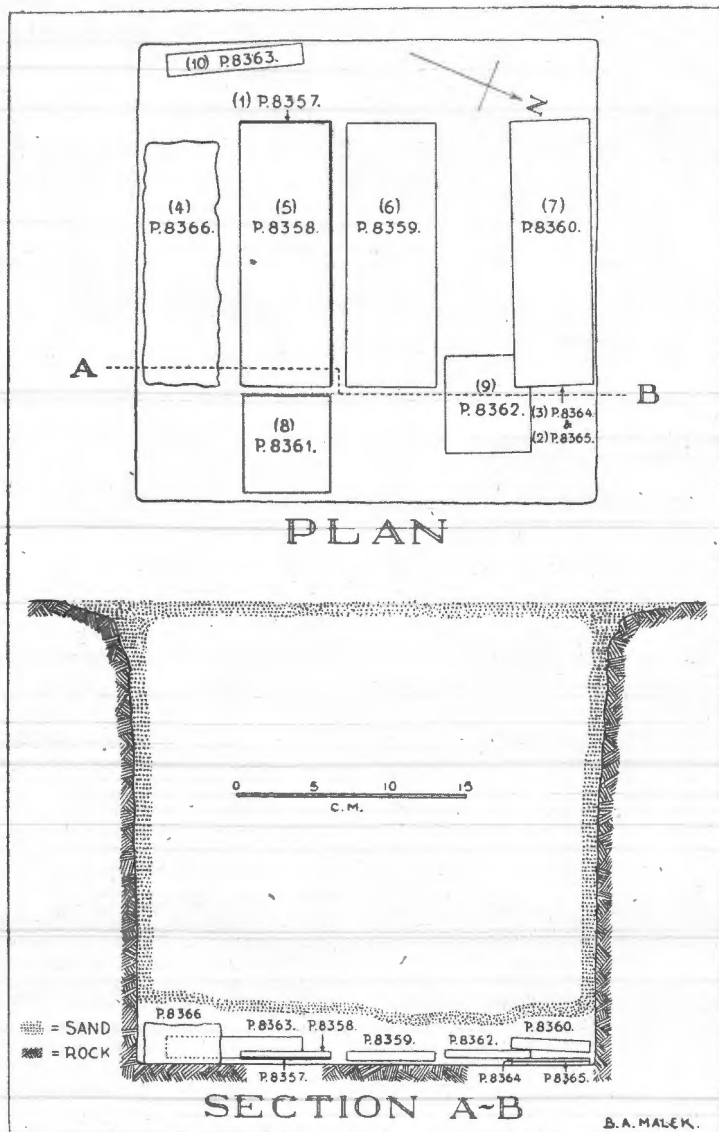 (10) P.8363.
(1) P.8357.
N
(4)
P.8366.
(5)
P.8358.
(6)
P.8359.
(7)
P.8360.
A
B
(9)
P.8362.
(3) P.8364.
&
(2) P.8365.
(8)
P.8361.
PLAN
0 5 15
C.M.
P.8366
P.8363.
P.8358.
P.8359.
P.8362.
P.8360.
= SAND
= ROCK
P.8357.
P.8364
P.8365.
SECTION A-B
B.A. MALEK.